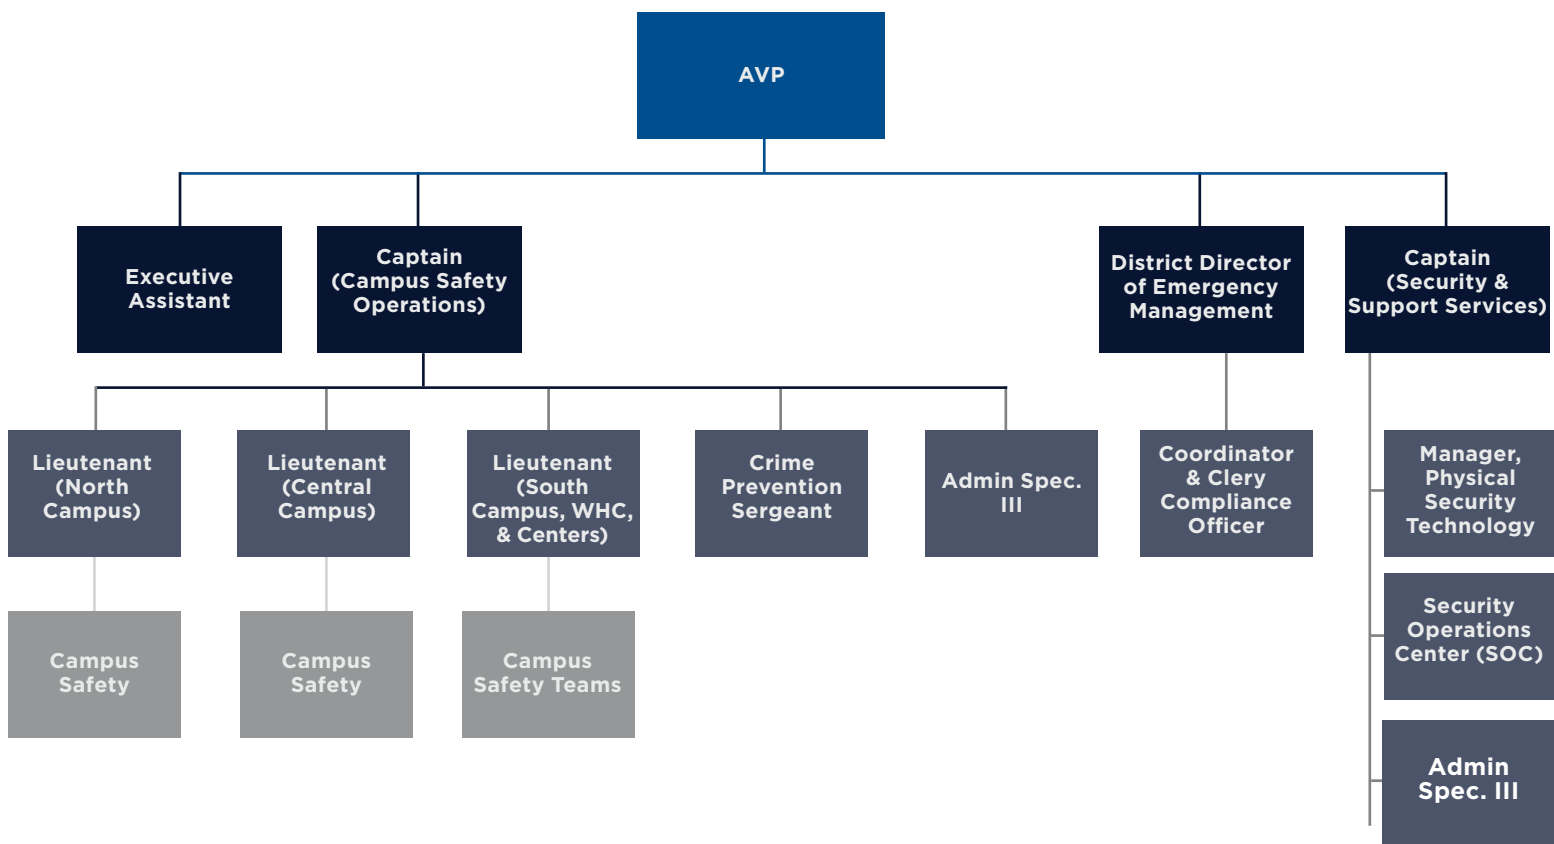 AVP
Executive
Assistant
Captain
(Campus Safety
Operations)
District Director
of Emergency
Management
Captain
(Security &
Support Services)
Lieutenant
(North
Campus)
Lieutenant
(Central
Campus)
Lieutenant
(South
Campus, WHC,
& Centers)
Crime
Prevention
Sergeant
Admin Spec.
III
Coordinator
& Clery
Compliance
Officer
Manager,
Physical
Security
Technology
Security
Operations
Center (SOC)
Admin
Spec. III
Campus
Safety
Campus
Safety
Campus
Safety Teams